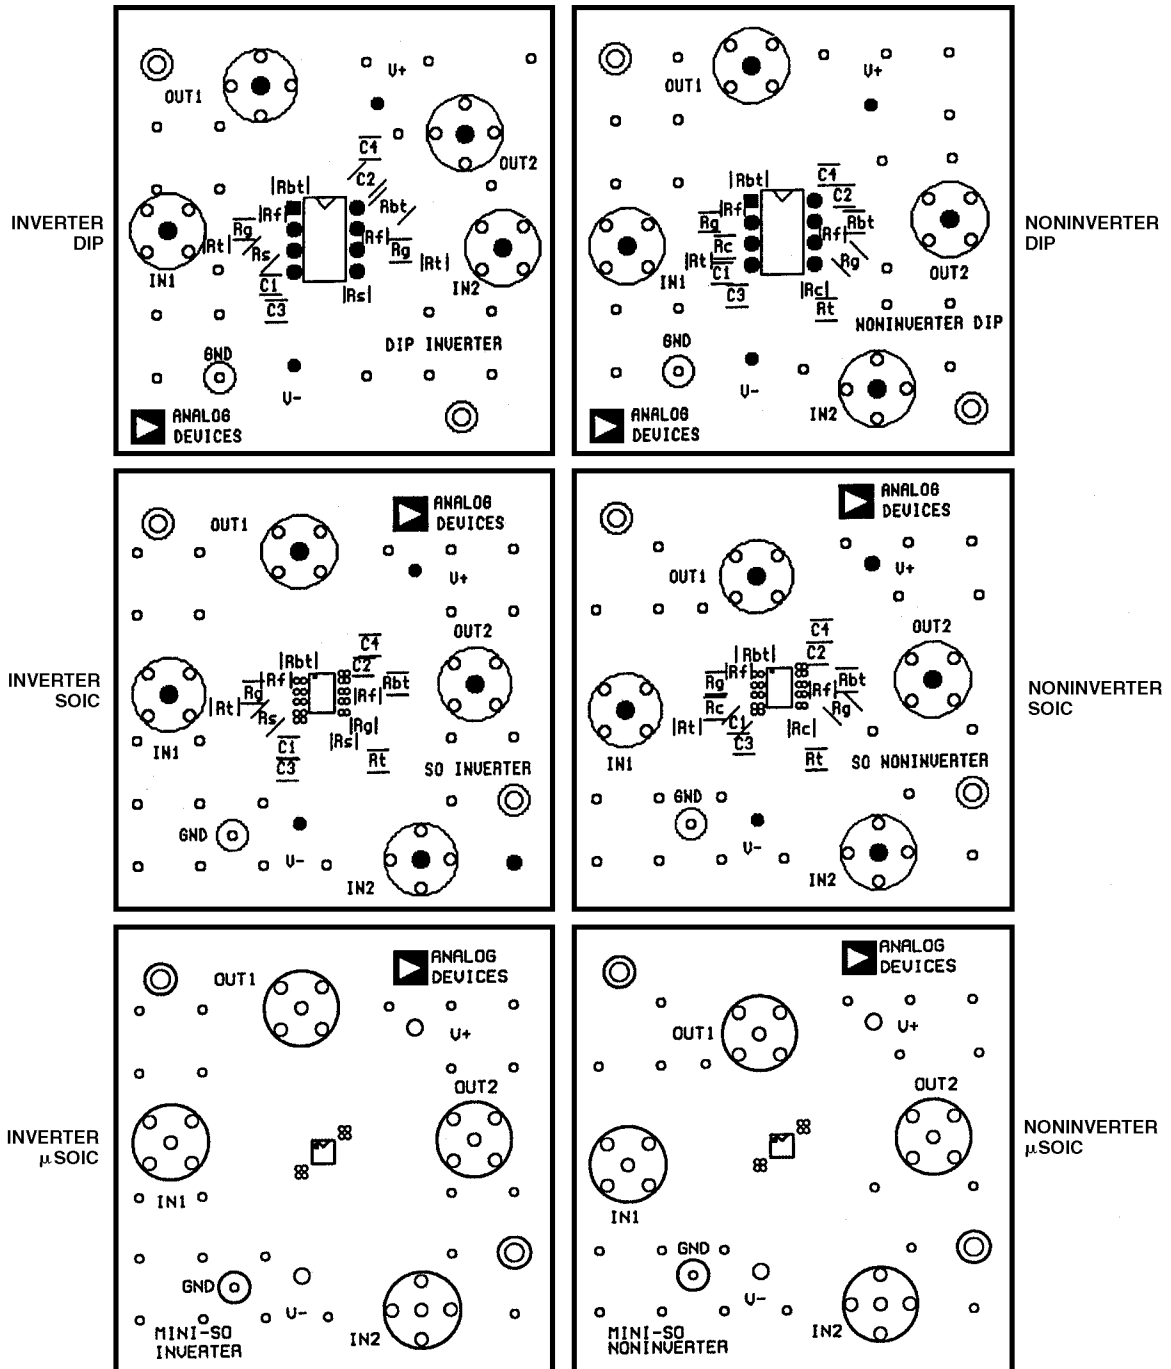 INVERTER
DIP
OUT1
V+
OUT2
C4
C2
Rbt
Rbt
Rf
Rg
Rf
Rg
Rt
Rs
Rt
IN1
IN2
C1
Rs
C3
DIP INVERTER
GND
V-
ANALOG
DEVICES
NONINVERTER
DIP
OUT1
V+
C4
Rbt
C2
Rf
Rg
Rbt
Rf
Rc
Rt
Rg
C1
IN1
OUT2
C3
Rc
Rt
NONINVERTER DIP
GND
V-
IN2
ANALOG
DEVICES
INVERTER
SOIC
ANALOG
DEVICES
OUT1
V+
OUT2
C4
Rbt
C2
Rf
Rbt
Rg
Rf
Rt
Rs
Rg
C1
Rs
IN1
C3
Rt
SO INVERTER
GND
V-
IN2
NONINVERTER
SOIC
ANALOG
DEVICES
OUT1
V+
C4
OUT2
Rbt
C2
Rf
Rbt
Rg
Rf
Rc
Rg
Rt
C1
Rc
C3
Rt
IN1
SO NONINVERTER
GND
V-
IN2
INVERTER
µSOIC
ANALOG
DEVICES
OUT1
V+
OUT2
IN1
GND
V-
MINI-SO
INVERTER
IN2
NONINVERTER
µSOIC
ANALOG
DEVICES
OUT1
V+
OUT2
IN1
GND
V-
MINI-SO
NONINVERTER
IN2